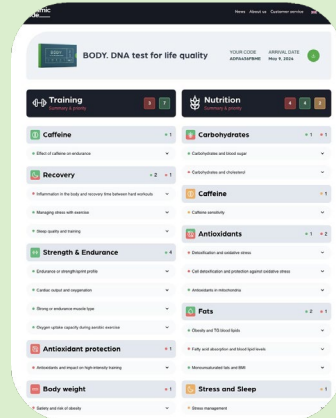 News About us Customer service
BODY. DNA test for life quality
YOUR CODE
ARRIVAL DATE
May 9, 2024
Training
Summary & priority
3 7
Caffeine
1
Effect of caffeine on endurance
Recovery
2 1
Inflammation in the body and recovery time between hard workouts
Managing stress with exercise
Sleep quality and training
Strength & Endurance
4
Endurance or strength/sprint profile
Cardiac output and oxygenation
Strong or endurance muscle type
Oxygen uptake capacity during aerobic exercise
Antioxidant protection
1
Antioxidants and impact on high-intensity training
Body weight
1
Satiety and risk of obesity
Nutrition
Summary & priority
4 4 2
Carbohydrates
1 1
Carbohydrates and blood sugar
Carbohydrates and cholesterol
Caffeine
1
Caffeine sensitivity
Antioxidants
1 2
Detoxification and oxidative stress
Cell detoxification and protection against oxidative stress
Antioxidants in mitochondria
Fats
2 1
Obesity and TG blood lipids
Fatty acid absorption and blood lipid levels
Monounsaturated fats and BMI
Stress and Sleep
1
Stress management